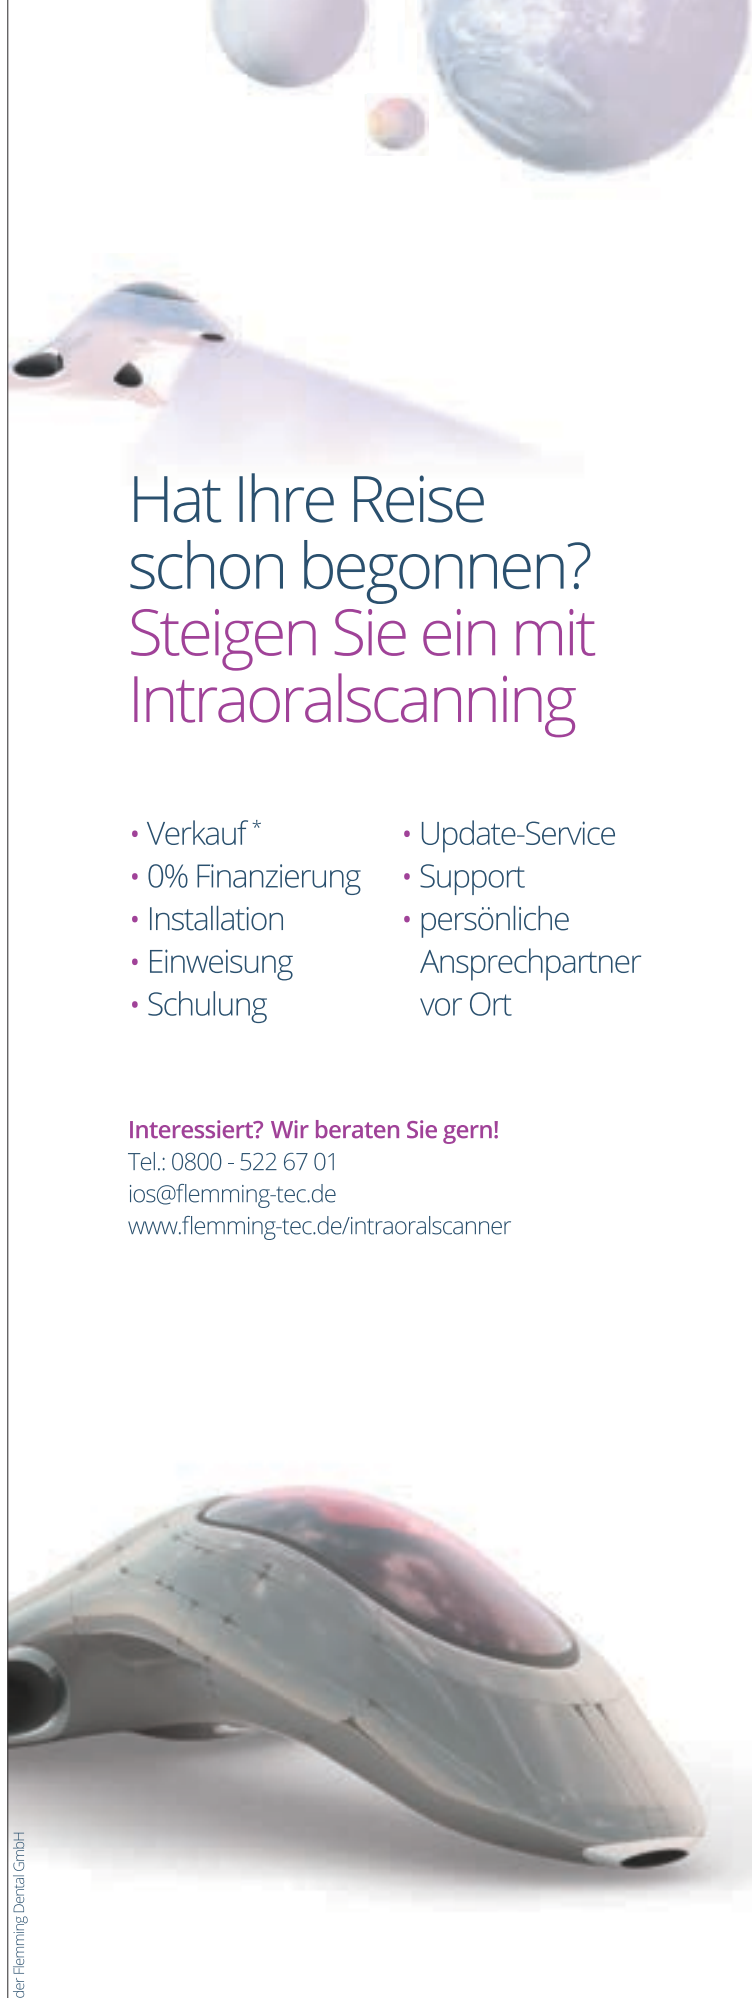 Hat Ihre Reise
schon begonnen?
Steigen Sie ein mit
Intraoralscanning
• Verkauf *
• 0% Finanzierung
• Installation
• Einweisung
• Schulung
• Update-Service
• Support
• persönliche
Ansprechpartner
vor Ort
Interessiert? Wir beraten Sie gern!
Tel.: 0800 - 522 67 01
ios@flemming-tec.de
www.flemming-tec.de/intraoralscanner
der Flemming Dental GmbH